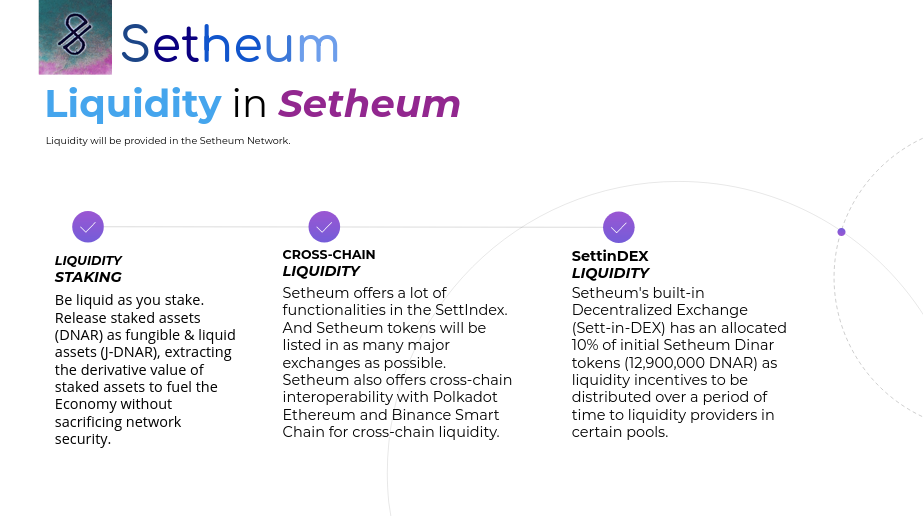 Setheum
Liquidity in Setheum
Liquidity will be provided in the Setheum Network.
LIQUIDITY
STAKING
Be liquid as you stake.
Release staked assets
(DNAR) as fungible & liquid
assets (J-DNAR), extracting
the derivative value of
staked assets to fuel the
Economy without
sacrificing network
security.
CROSS-CHAIN
LIQUIDITY
Setheum offers a lot of
functionalities in the SettIndex.
And Setheum tokens will be
listed in as many major
exchanges as possible.
Setheum also offers cross-chain
interoperability with Polkadot
Ethereum and Binance Smart
Chain for cross-chain liquidity.
SettinDEX
LIQUIDITY
Setheum's built-in
Decentralized Exchange
(Sett-in-DEX) has an allocated
10% of initial Setheum Dinar
tokens (12,900,000 DNAR) as
liquidity incentives to be
distributed over a period of
time to liquidity providers in
certain pools.